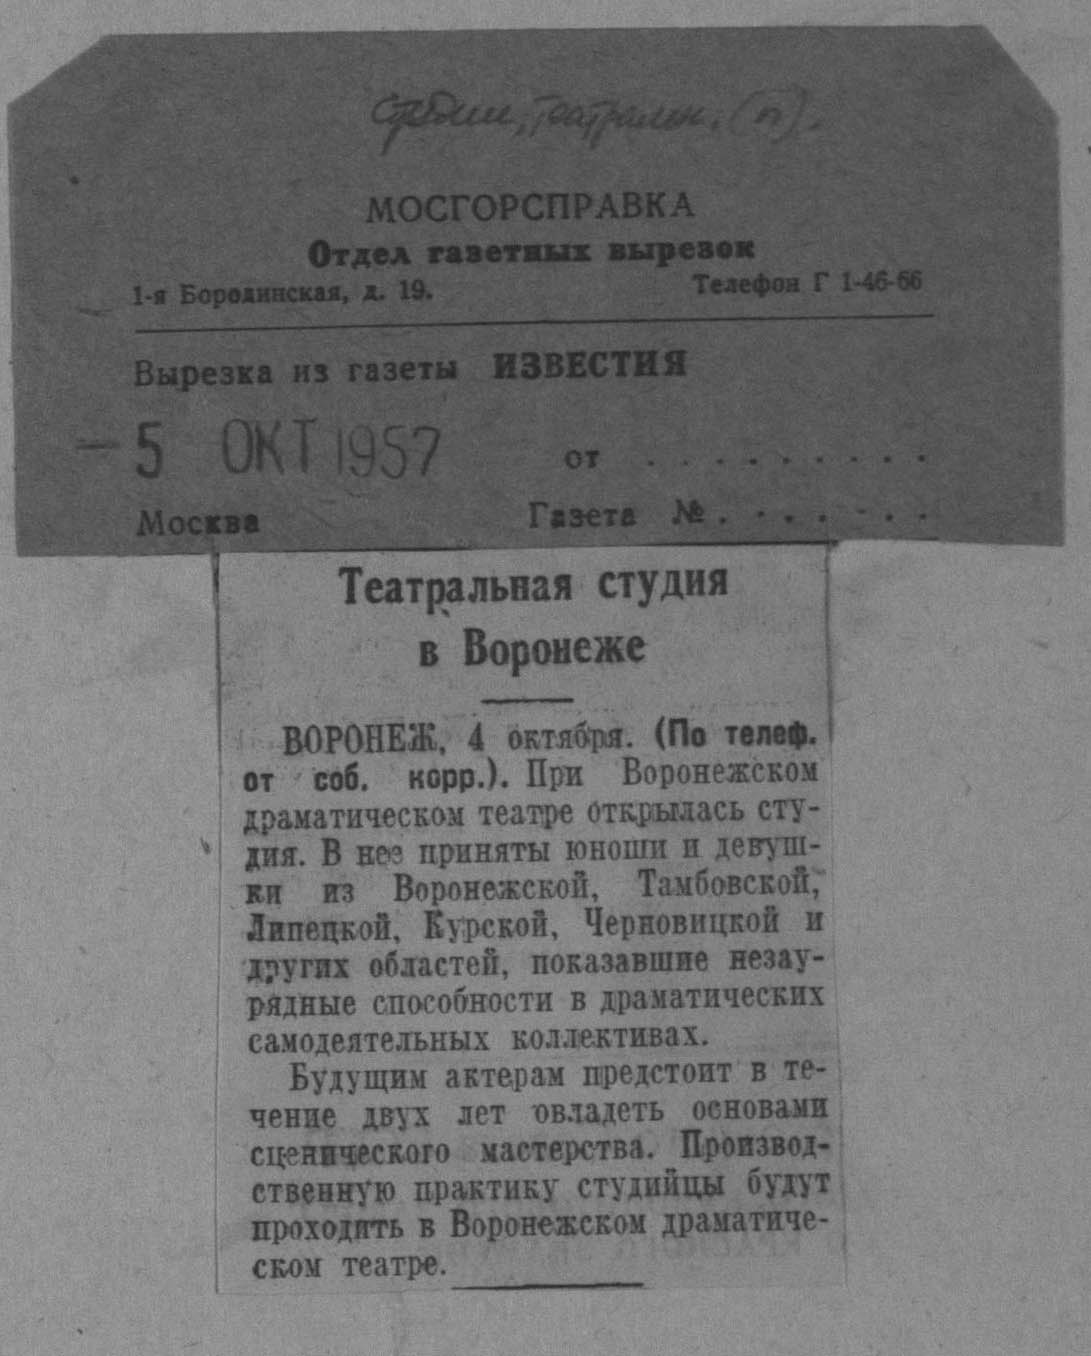 студии, театральн. (п).
МОСГОРСПРАВКА
Отдел газетных вырезок
1-я Бородинская, д. 19. Телефон Г 1-46-66
Вырезка из газеты ИЗВЕСТИЯ
- 5 ОКТ 1957 от . . . . . . . . .
Москва Газета № . . . . . . .
Театральная студия
в Воронеже
ВОРОНЕЖ, 4 октября. (По телеф.
от соб. корр.). При Воронежском
драматическом театре открылась сту-
дия. В нее приняты юноши и девуш-
ки из Воронежской, Тамбовской,
Липецкой, Курской, Черновицкой и
других областей, показавшие незау-
рядные способности в драматических
самодеятельных коллективах.
Будущим актерам предстоит в те-
чение двух лет овладеть основами
сценического мастерства. Производ-
ственную практику студийцы будут
проходить в Воронежском драматиче-
ском театре.